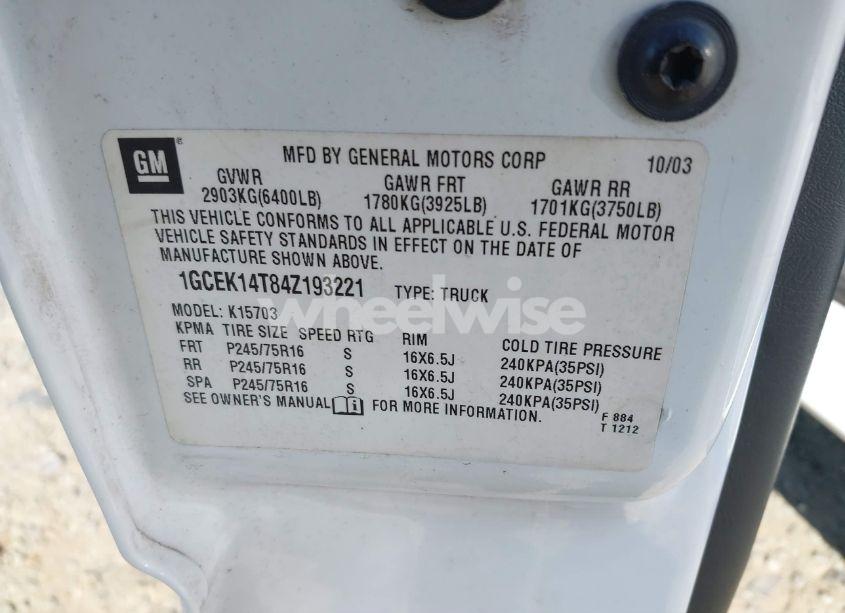 GM
MFD BY GENERAL MOTORS CORP 10/03
GVWR GAWR FRT GAWR RR
2903KG(6400LB) 1780KG(3925LB) 1701KG(3750LB)
THIS VEHICLE CONFORMS TO ALL APPLICABLE U.S. FEDERAL MOTOR
VEHICLE SAFETY STANDARDS IN EFFECT ON THE DATE OF
MANUFACTURE SHOWN ABOVE.
1GCEK14T84Z193221 TYPE: TRUCK
wheelwise
MODEL: K15703
KPMA TIRE SIZE SPEED RTG RIM COLD TIRE PRESSURE
FRT P245/75R16 S 16X6.5J 240KPA(35PSI)
RR P245/75R16 S 16X6.5J 240KPA(35PSI)
SPA P245/75R16 S 16X6.5J 240KPA(35PSI)
SEE OWNER'S MANUAL FOR MORE INFORMATION.
F 884
T 1212